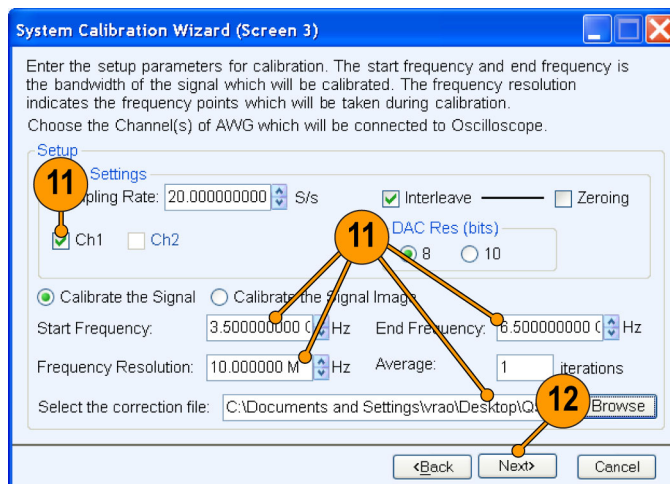 System Calibration Wizard (Screen 3)
Enter the setup parameters for calibration. The start frequency and end frequency is
the bandwidth of the signal which will be calibrated. The frequency resolution
indicates the frequency points which will be taken during calibration.
Choose the Channel(s) of AWG which will be connected to Oscilloscope.
Setup
11 Settings
pling Rate: 20.000000000 S/s Interleave Zeroing
Ch1 Ch2 11 DAC Res (bits)
8 10
Calibrate the Signal Calibrate the Signal Image
Start Frequency: 3.500000000 Hz End Frequency: 6.500000000 Hz
Frequency Resolution: 10.000000 M Hz Average: 1 iterations
Select the correction file: C:\Documents and Settings\vrao\Desktop\Q 12 Browse
<Back Next> Cancel